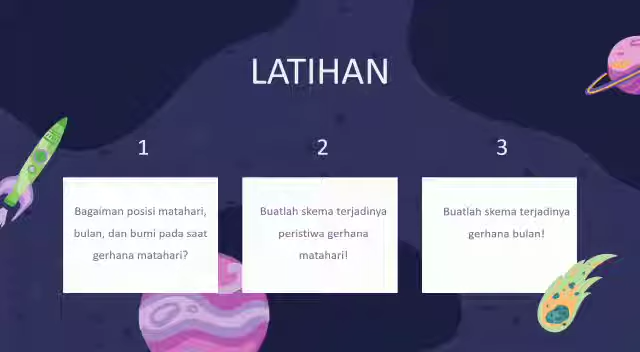 LATIHAN
1
Bagaiman posisi matahari,
bulan, dan bumi pada saat
gerhana matahari?
2
Buatlah skema terjadinya
peristiwa gerhana
matahari!
3
Buatlah skema terjadinya
gerhana bulan!